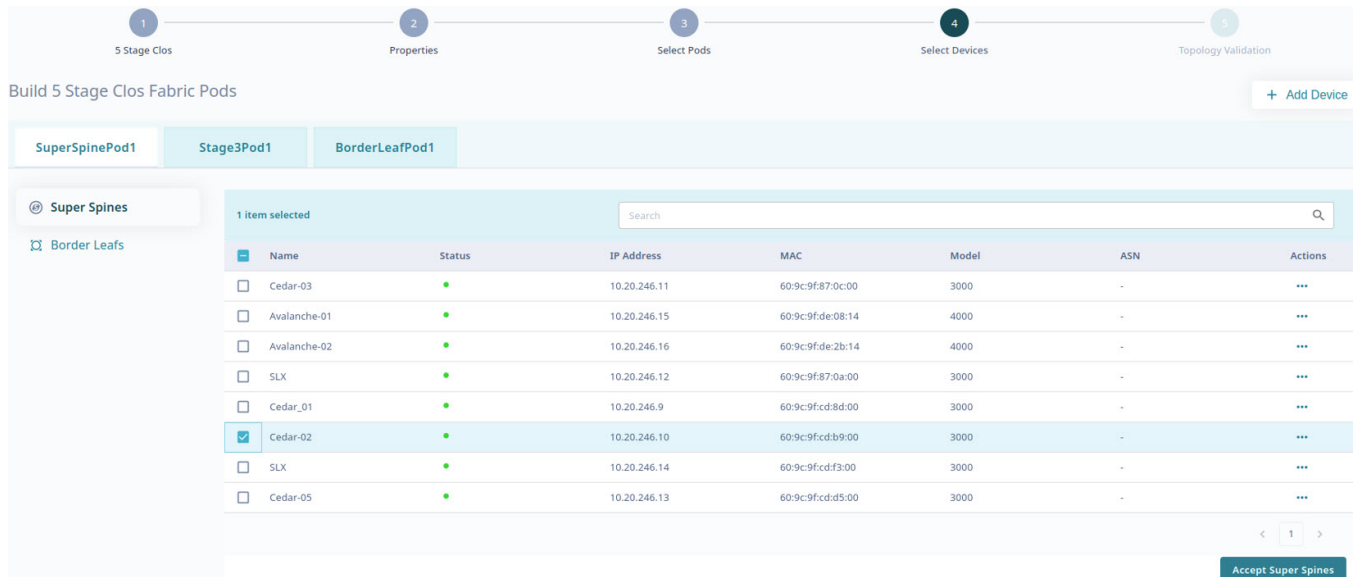 1 2 3 4 5
5 Stage Clos Properties Select Pods Select Devices Topology Validation
Build 5 Stage Clos Fabric Pods
+ Add Device
SuperSpinePod1 Stage3Pod1 BorderLeafPod1
Super Spines
Border Leafs
1 item selected Search
Name Status IP Address MAC Model ASN Actions
Cedar-03 10.20.246.11 60:9c:9f:87:0c:00 3000 - •••
Avalanche-01 10.20.246.15 60:9c:9f:de:08:14 4000 - •••
Avalanche-02 10.20.246.16 60:9c:9f:de:2b:14 4000 - •••
SLX 10.20.246.12 60:9c:9f:87:0a:00 3000 - •••
Cedar_01 10.20.246.9 60:9c:9f:cd:8d:00 3000 - •••
Cedar-02 10.20.246.10 60:9c:9f:cd:b9:00 3000 - •••
SLX 10.20.246.14 60:9c:9f:cd:f3:00 3000 - •••
Cedar-05 10.20.246.13 60:9c:9f:cd:d5:00 3000 - •••
< 1 >
Accept Super Spines